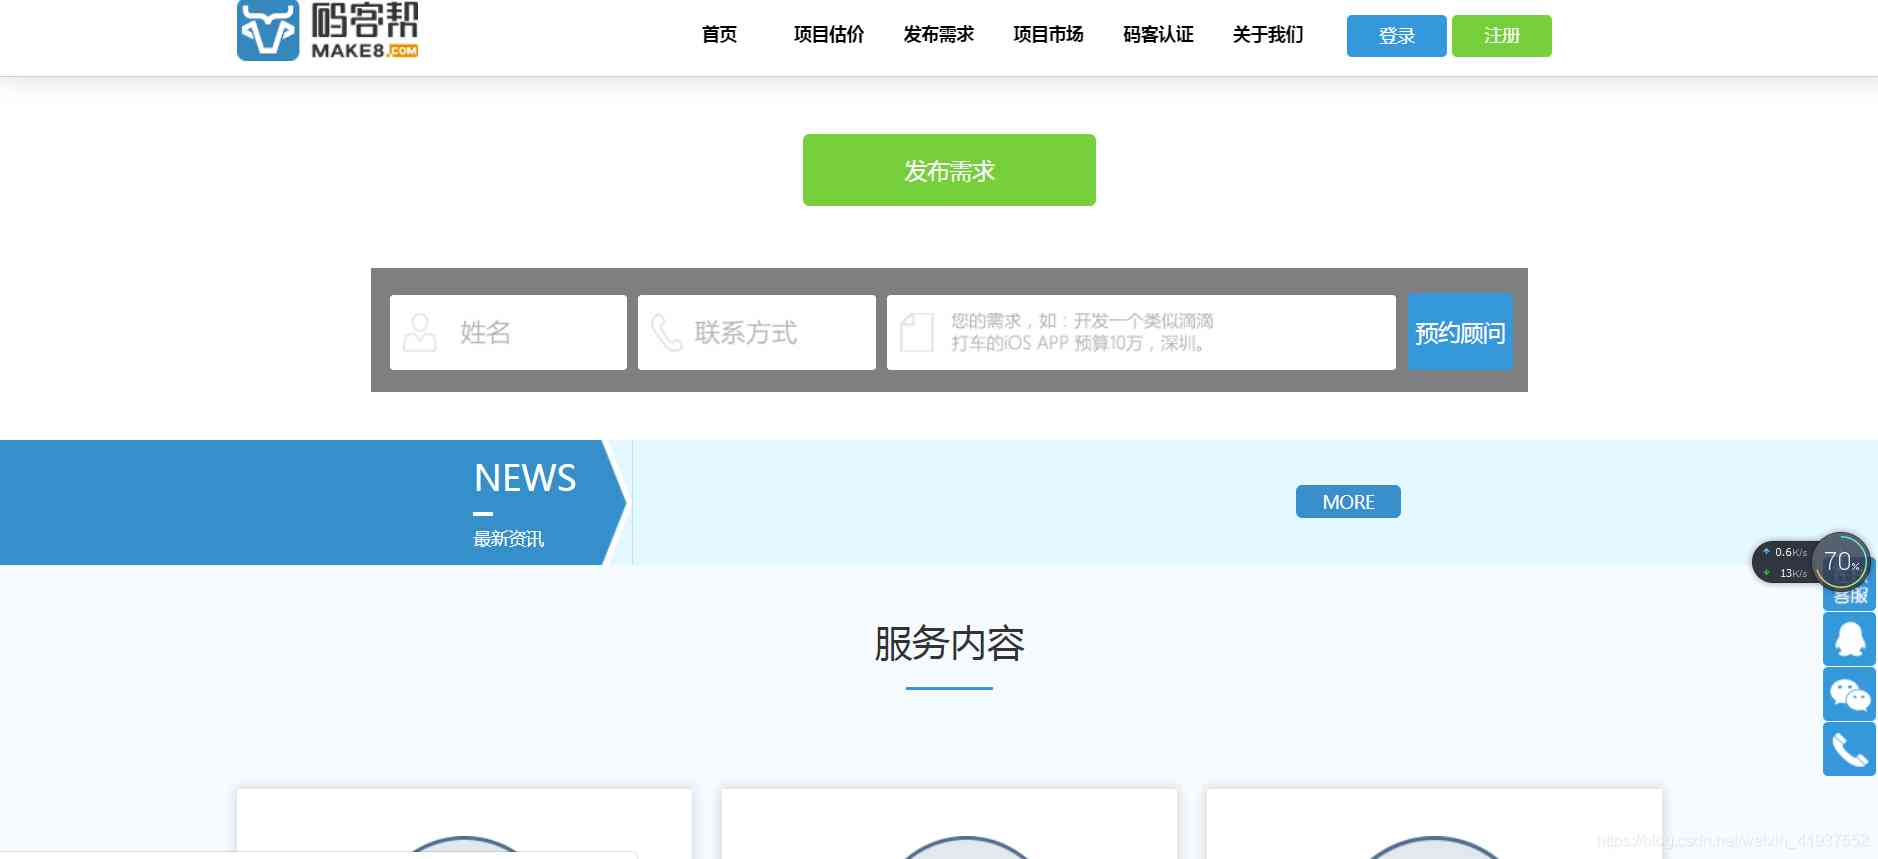 码客帮
MAKE8.COM
首页 项目估价 发布需求 项目市场 码客认证 关于我们 登录 注册
发布需求
姓名 联系方式 您的需求，如：开发一个类似滴滴
打车的iOS APP 预算10万，深圳。
预约顾问
NEWS
最新资讯
MORE
0.6K/s
13K/s
70%
客服
服务内容
https://blog.csdn.net/weixin_41937552